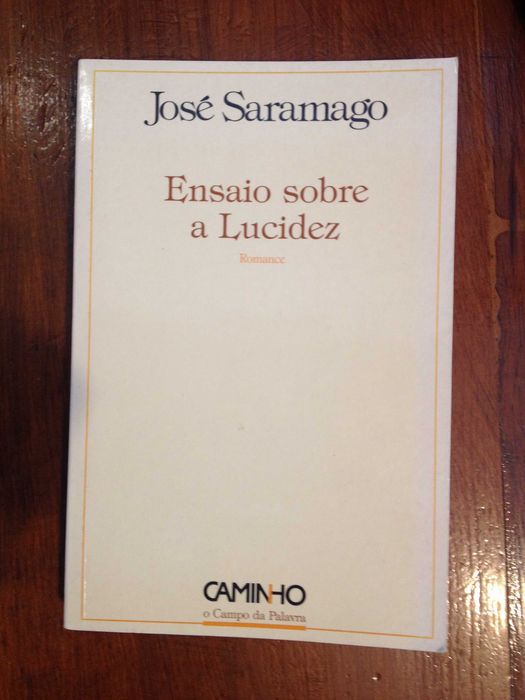 José Saramago
Ensaio sobre
a Lucidez
Romance
CAMINHO
o Campo da Palavra